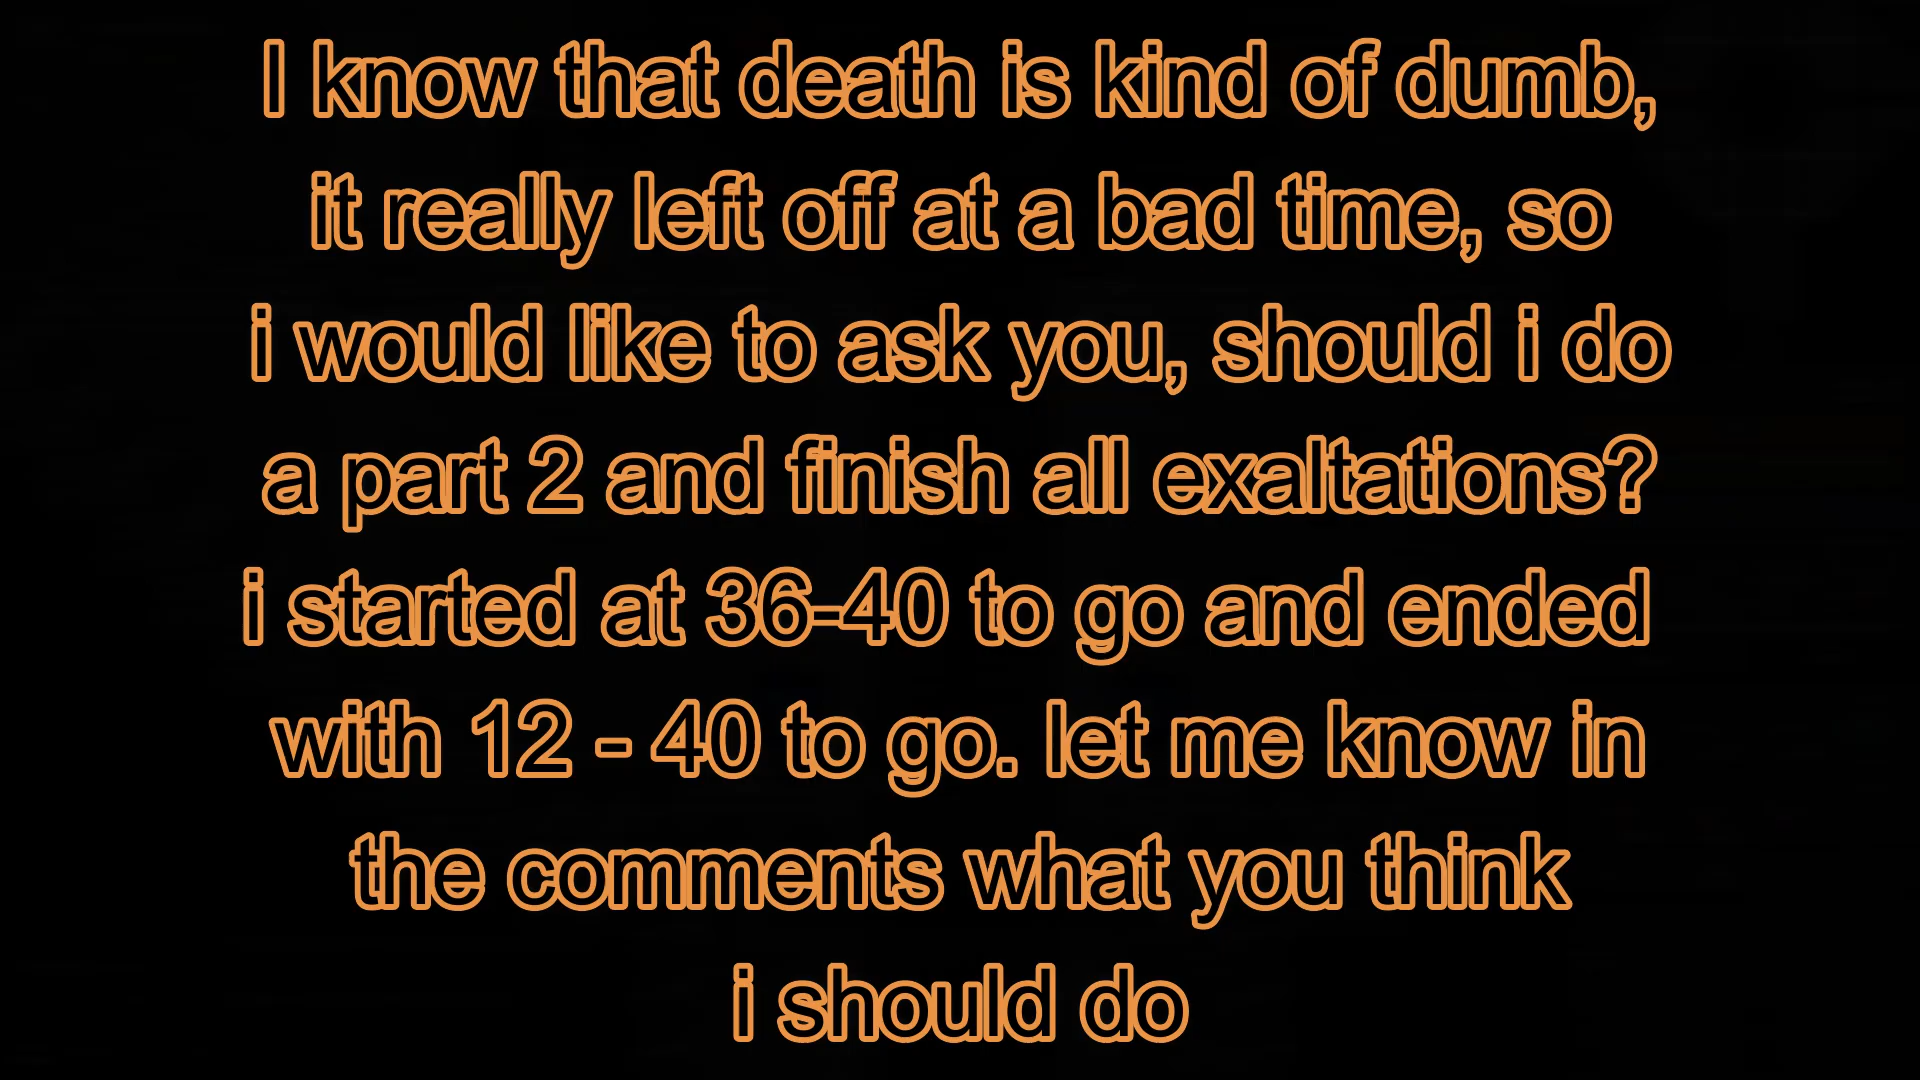 I know that death is kind of dumb,
it really left off at a bad time, so
i would like to ask you, should i do
a part 2 and finish all exaltations?
i started at 36-40 to go and ended
with 12 - 40 to go. let me know in
the comments what you think
i should do